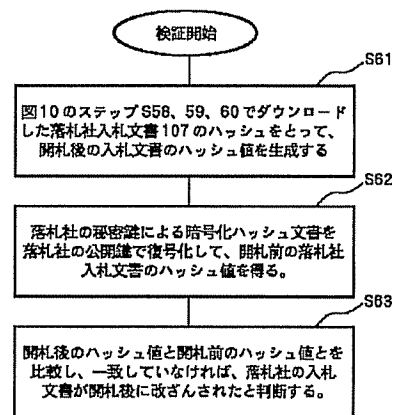 検証開始
S61
図10のステップS58、59、60でダウンロード
した落札社入札文書107のハッシュをとって、
開札後の入札文書のハッシュ値を生成する
S62
落札社の秘密鍵による暗号化ハッシュ文書を
落札社の公開鍵で復号化して、開札前の落札社
入札文書のハッシュ値を得る。
S63
開札後のハッシュ値と開札前のハッシュ値とを
比較し、一致していなければ、落札社の入札
文書が開札後に改ざんされたと判断する。